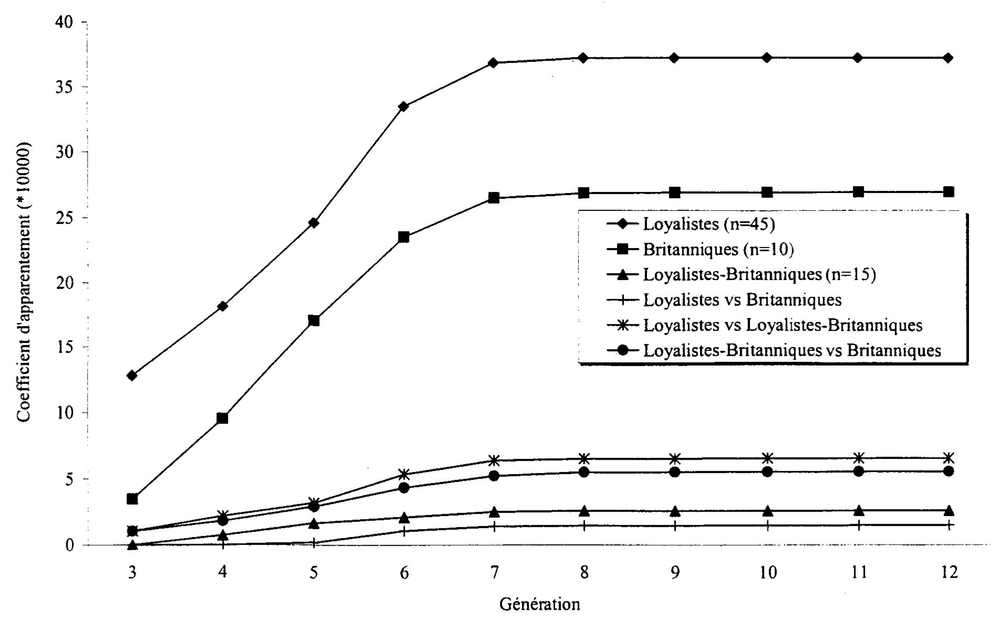 Coefficient d'apparentement (*10000)
40
35
30
25
20
15
10
5
0
Loyalistes (n=45)
Britanniques (n=10)
Loyalistes-Britanniques (n=15)
Loyalistes vs Britanniques
Loyalistes vs Loyalistes-Britanniques
Loyalistes-Britanniques vs Britanniques
3 4 5 6 7 8 9 10 11 12
Génération